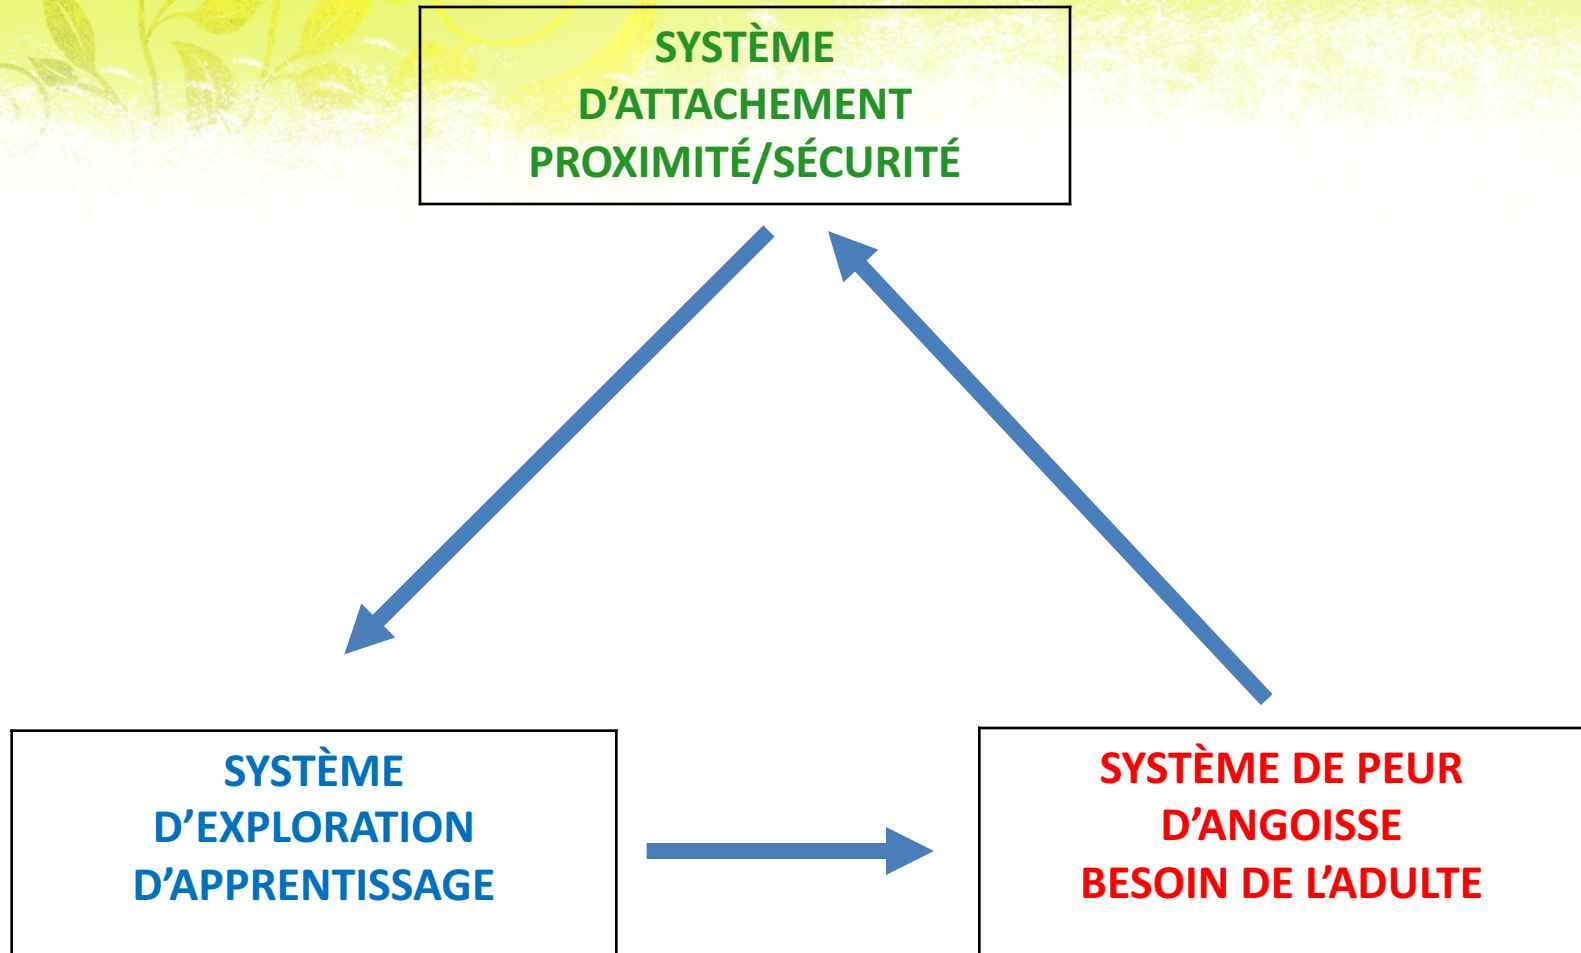 SYSTÈME
D’ATTACHEMENT
PROXIMITÉ/SÉCURITÉ
SYSTÈME
D’EXPLORATION
D’APPRENTISSAGE
SYSTÈME DE PEUR
D’ANGOISSE
BESOIN DE L’ADULTE